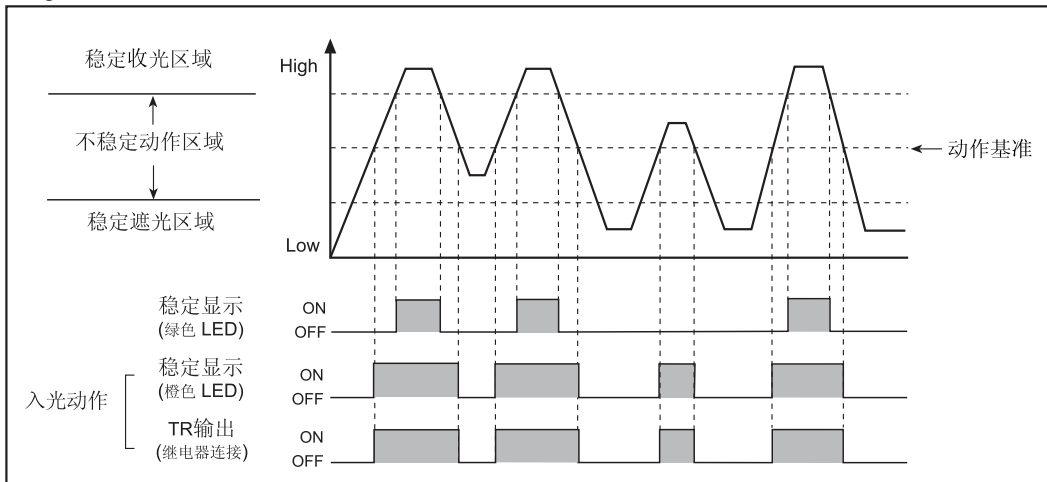 稳定收光区域
不稳定动作区域
稳定遮光区域
High
Low
动作基准
稳定显示
(绿色 LED)
ON
OFF
入光动作
稳定显示
(橙色 LED)
ON
OFF
TR输出
(继电器连接)
ON
OFF